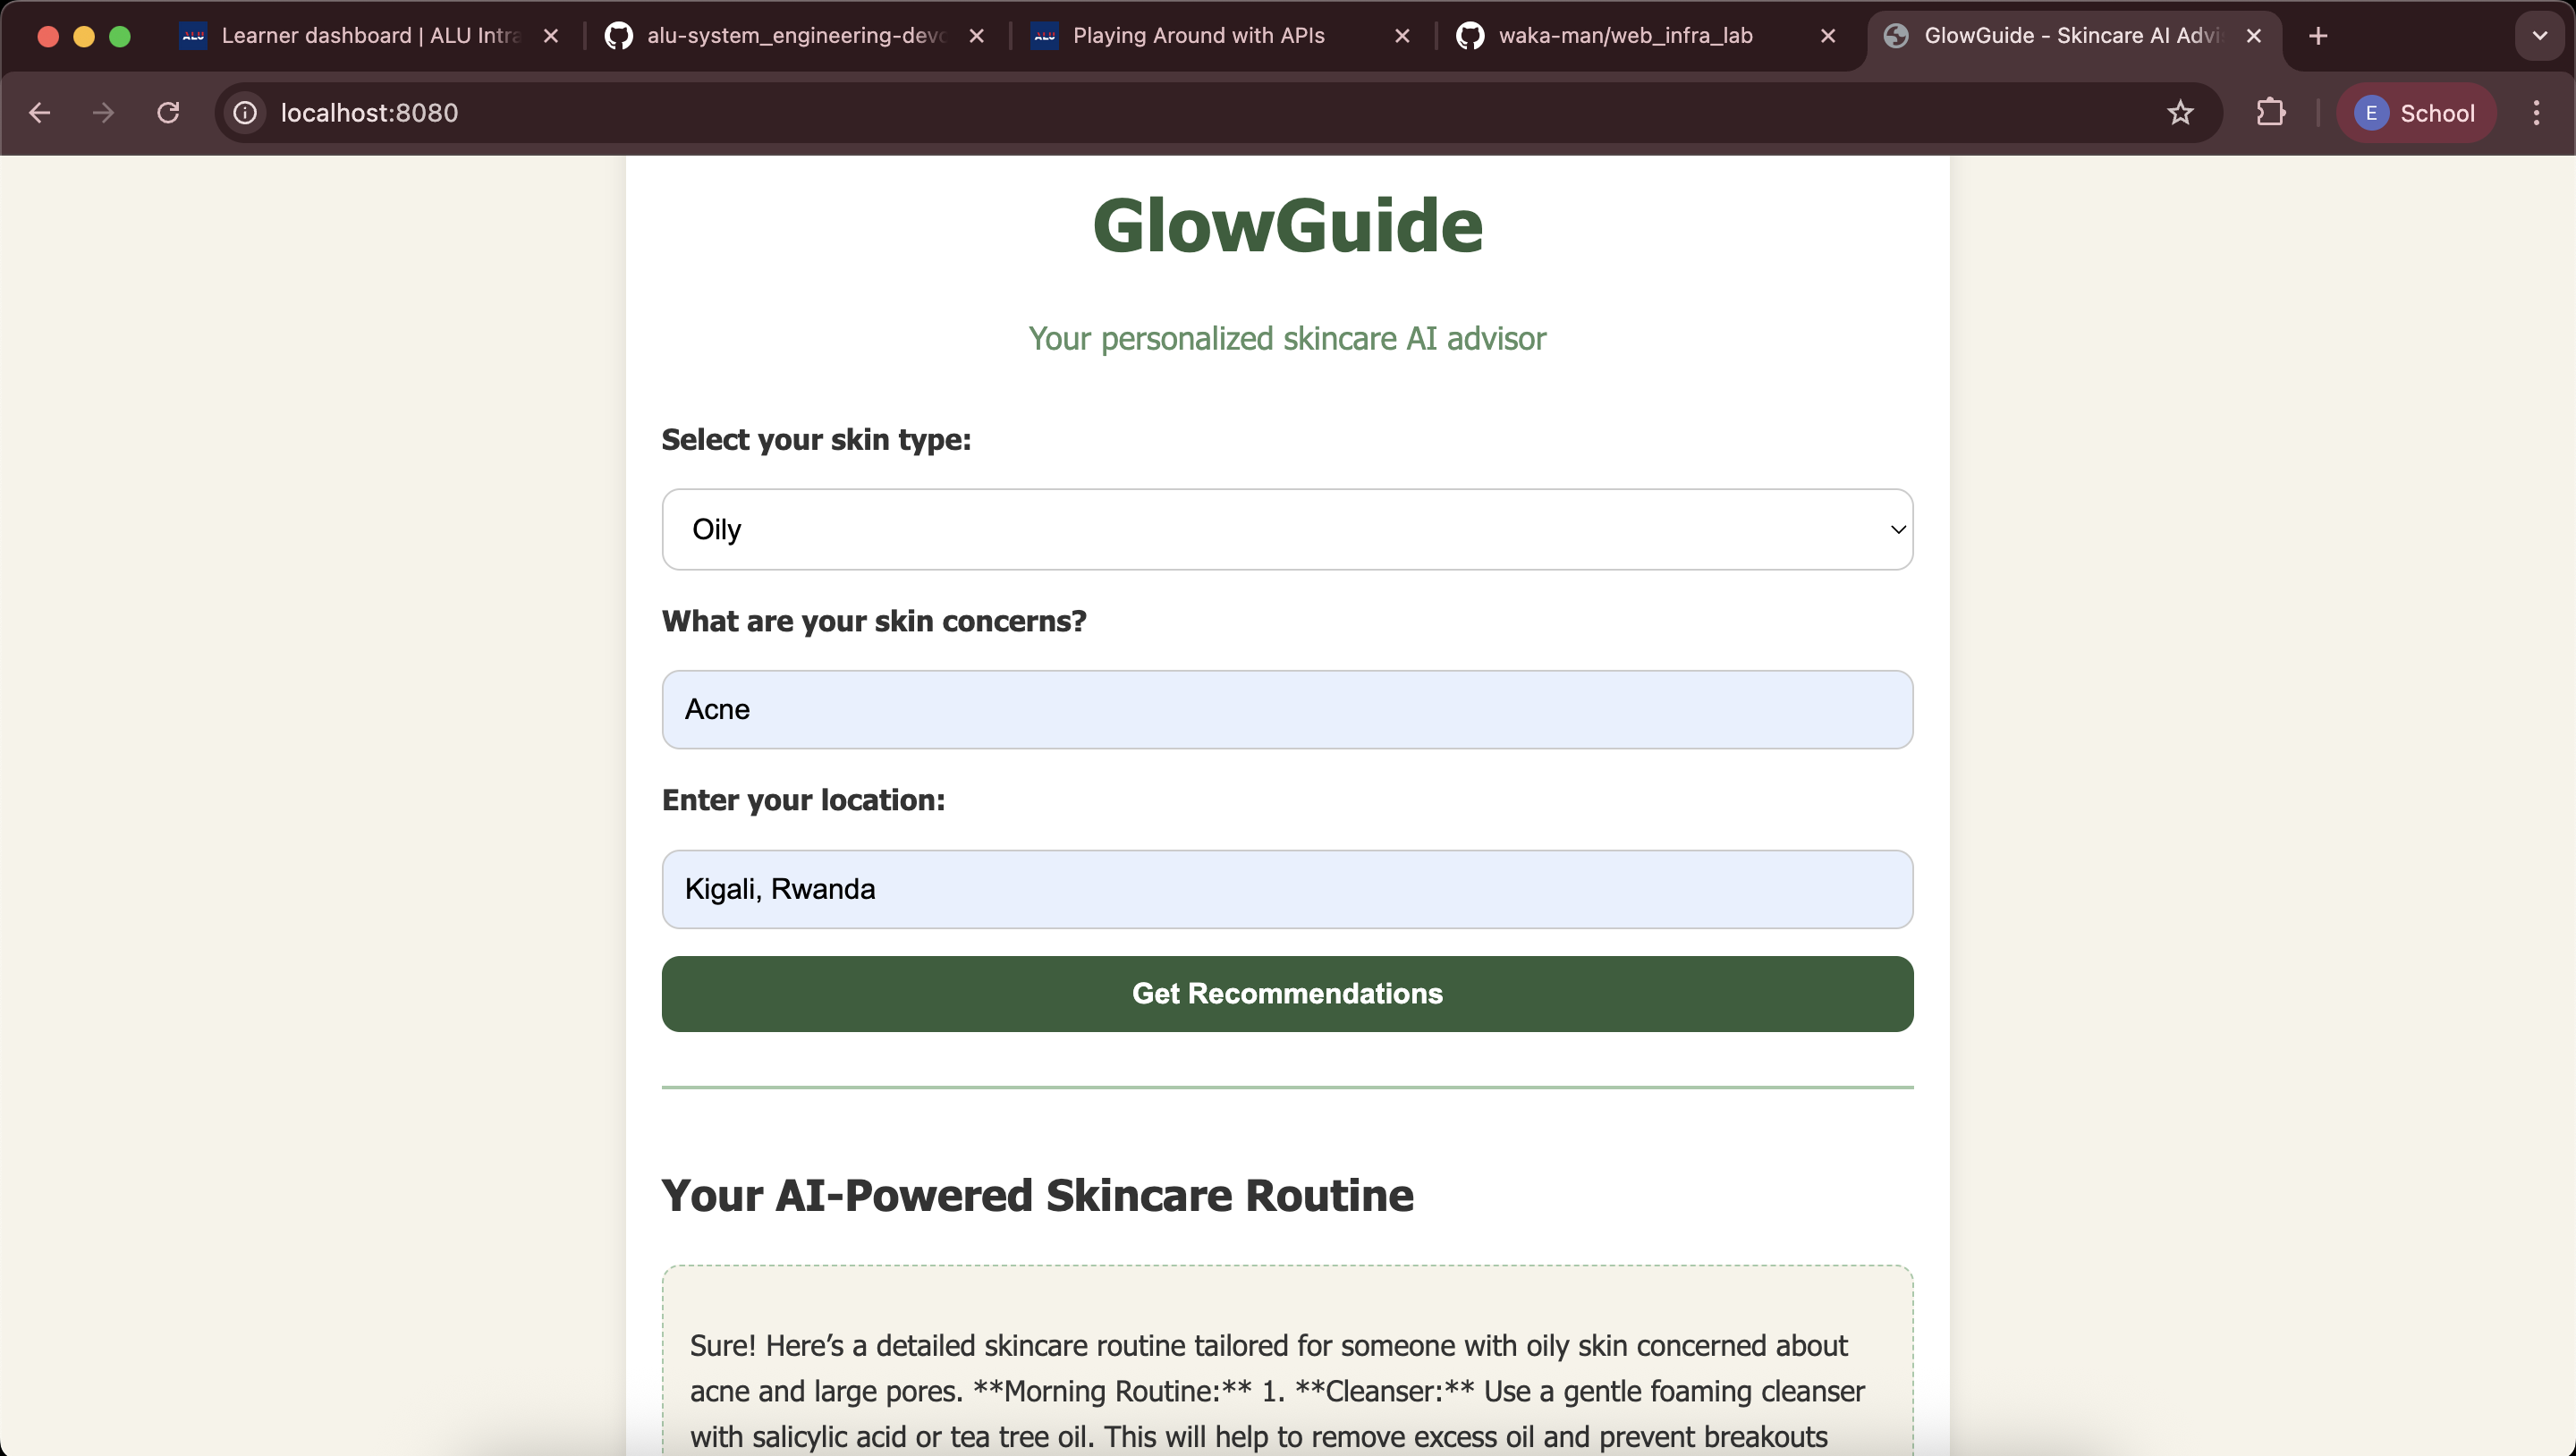 ALU Learner dashboard | ALU Intra
alu-system_engineering-devo
ALU Playing Around with APIs
waka-man/web_infra_lab
GlowGuide - Skincare AI Advi
localhost:8080
E School
GlowGuide
Your personalized skincare AI advisor
Select your skin type:
Oily
What are your skin concerns?
Acne
Enter your location:
Kigali, Rwanda
Get Recommendations
Your AI-Powered Skincare Routine
Sure! Here’s a detailed skincare routine tailored for someone with oily skin concerned about
acne and large pores. **Morning Routine:** 1. **Cleanser:** Use a gentle foaming cleanser
with salicylic acid or tea tree oil. This will help to remove excess oil and prevent breakouts